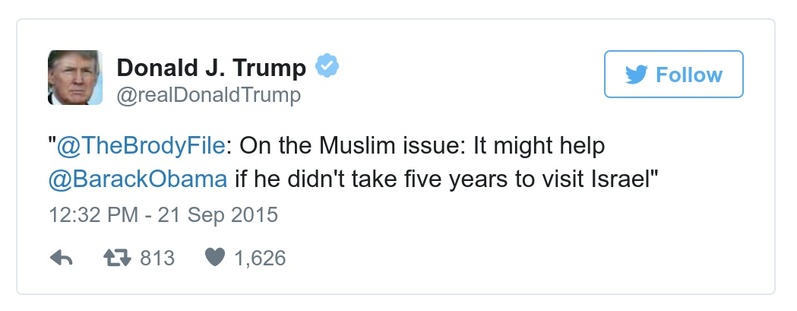 Donald J. Trump
@realDonaldTrump
Follow
"@TheBrodyFile: On the Muslim issue: It might help
@BarackObama if he didn't take five years to visit Israel"
12:32 PM - 21 Sep 2015
813 1,626